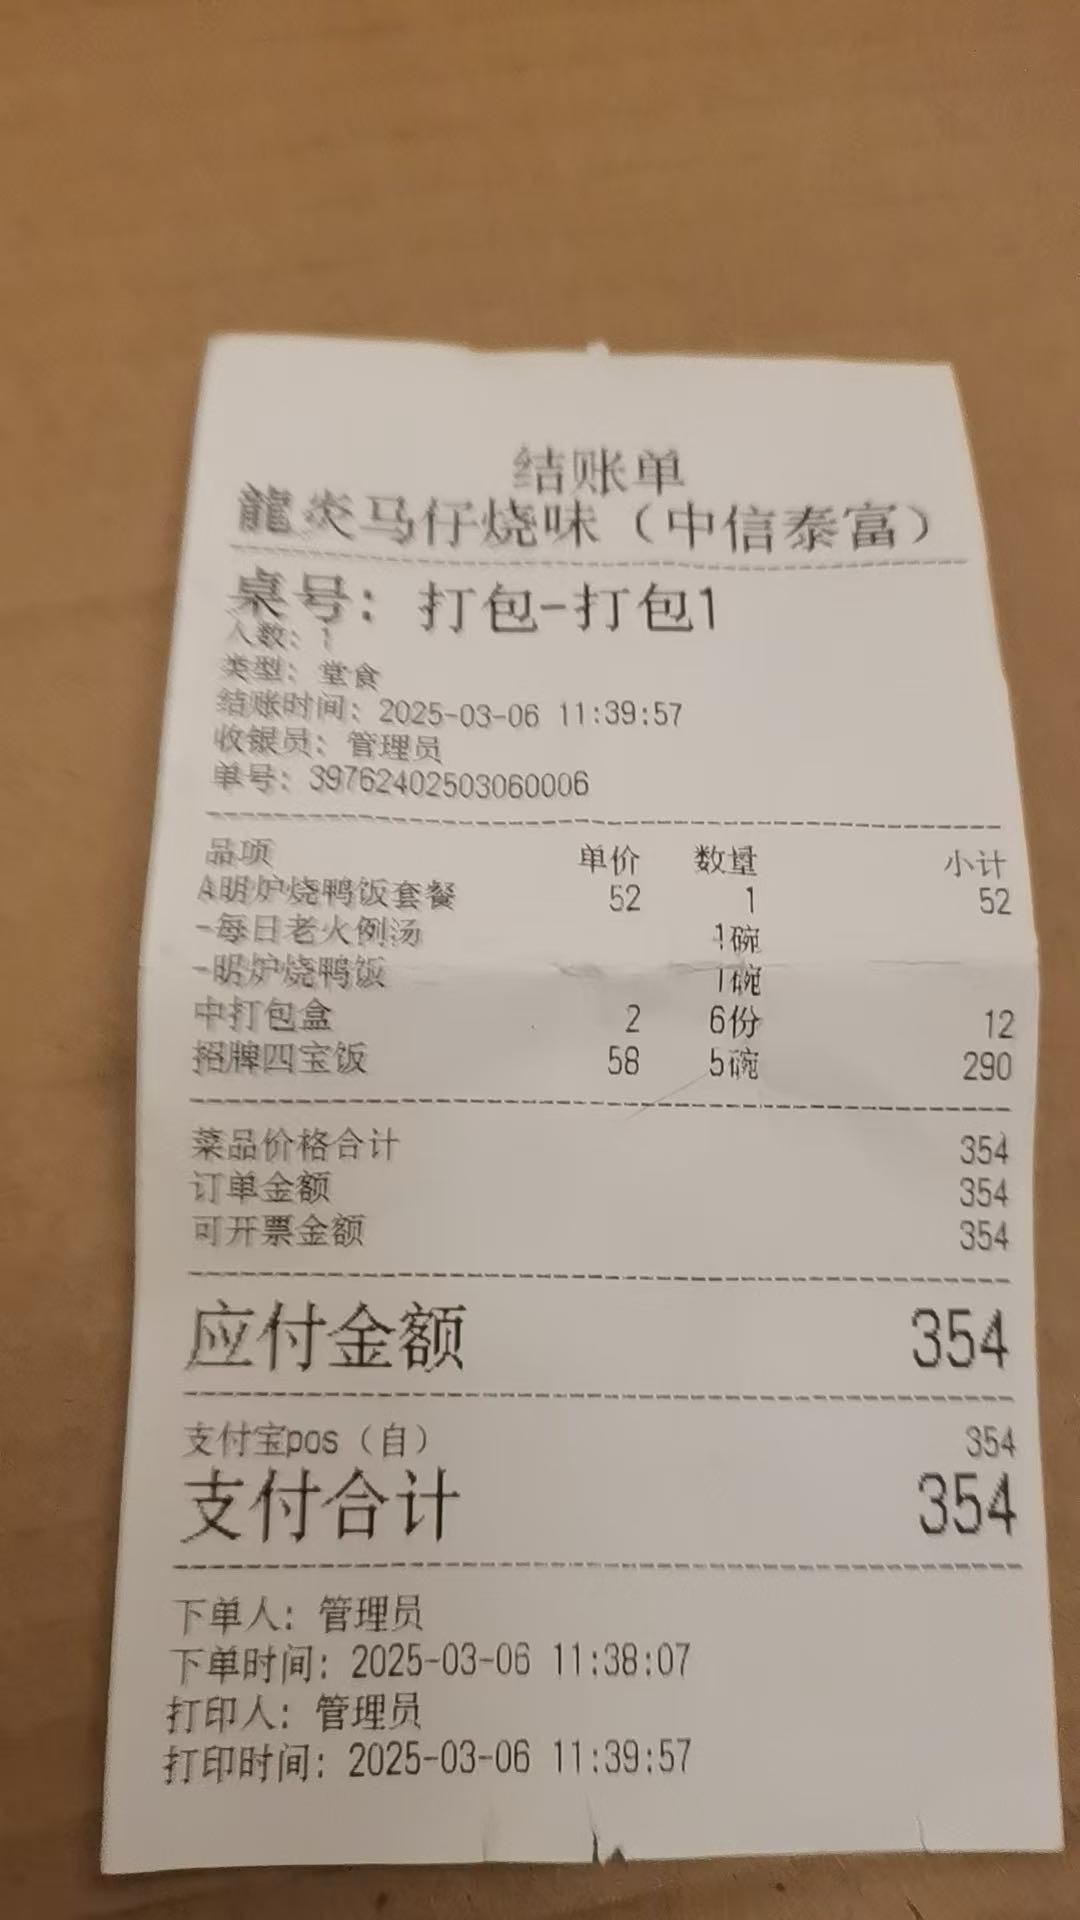 结账单
龍炎马仔烧味（中信泰富）
桌号：打包-打包1
人数：1
类型：堂食
结账时间：2025-03-06 11:39:57
收银员：管理员
单号：39762402503060006
品项 单价 数量 小计
A明炉烧鸭饭套餐 52 1 52
-每日老火例汤 1碗
-明炉烧鸭饭 1碗
中打包盒 2 6份 12
招牌四宝饭 58 5碗 290
菜品价格合计 354
订单金额 354
可开票金额 354
应付金额 354
支付宝pos（自） 354
支付合计 354
下单人：管理员
下单时间：2025-03-06 11:38:07
打印人：管理员
打印时间：2025-03-06 11:39:57